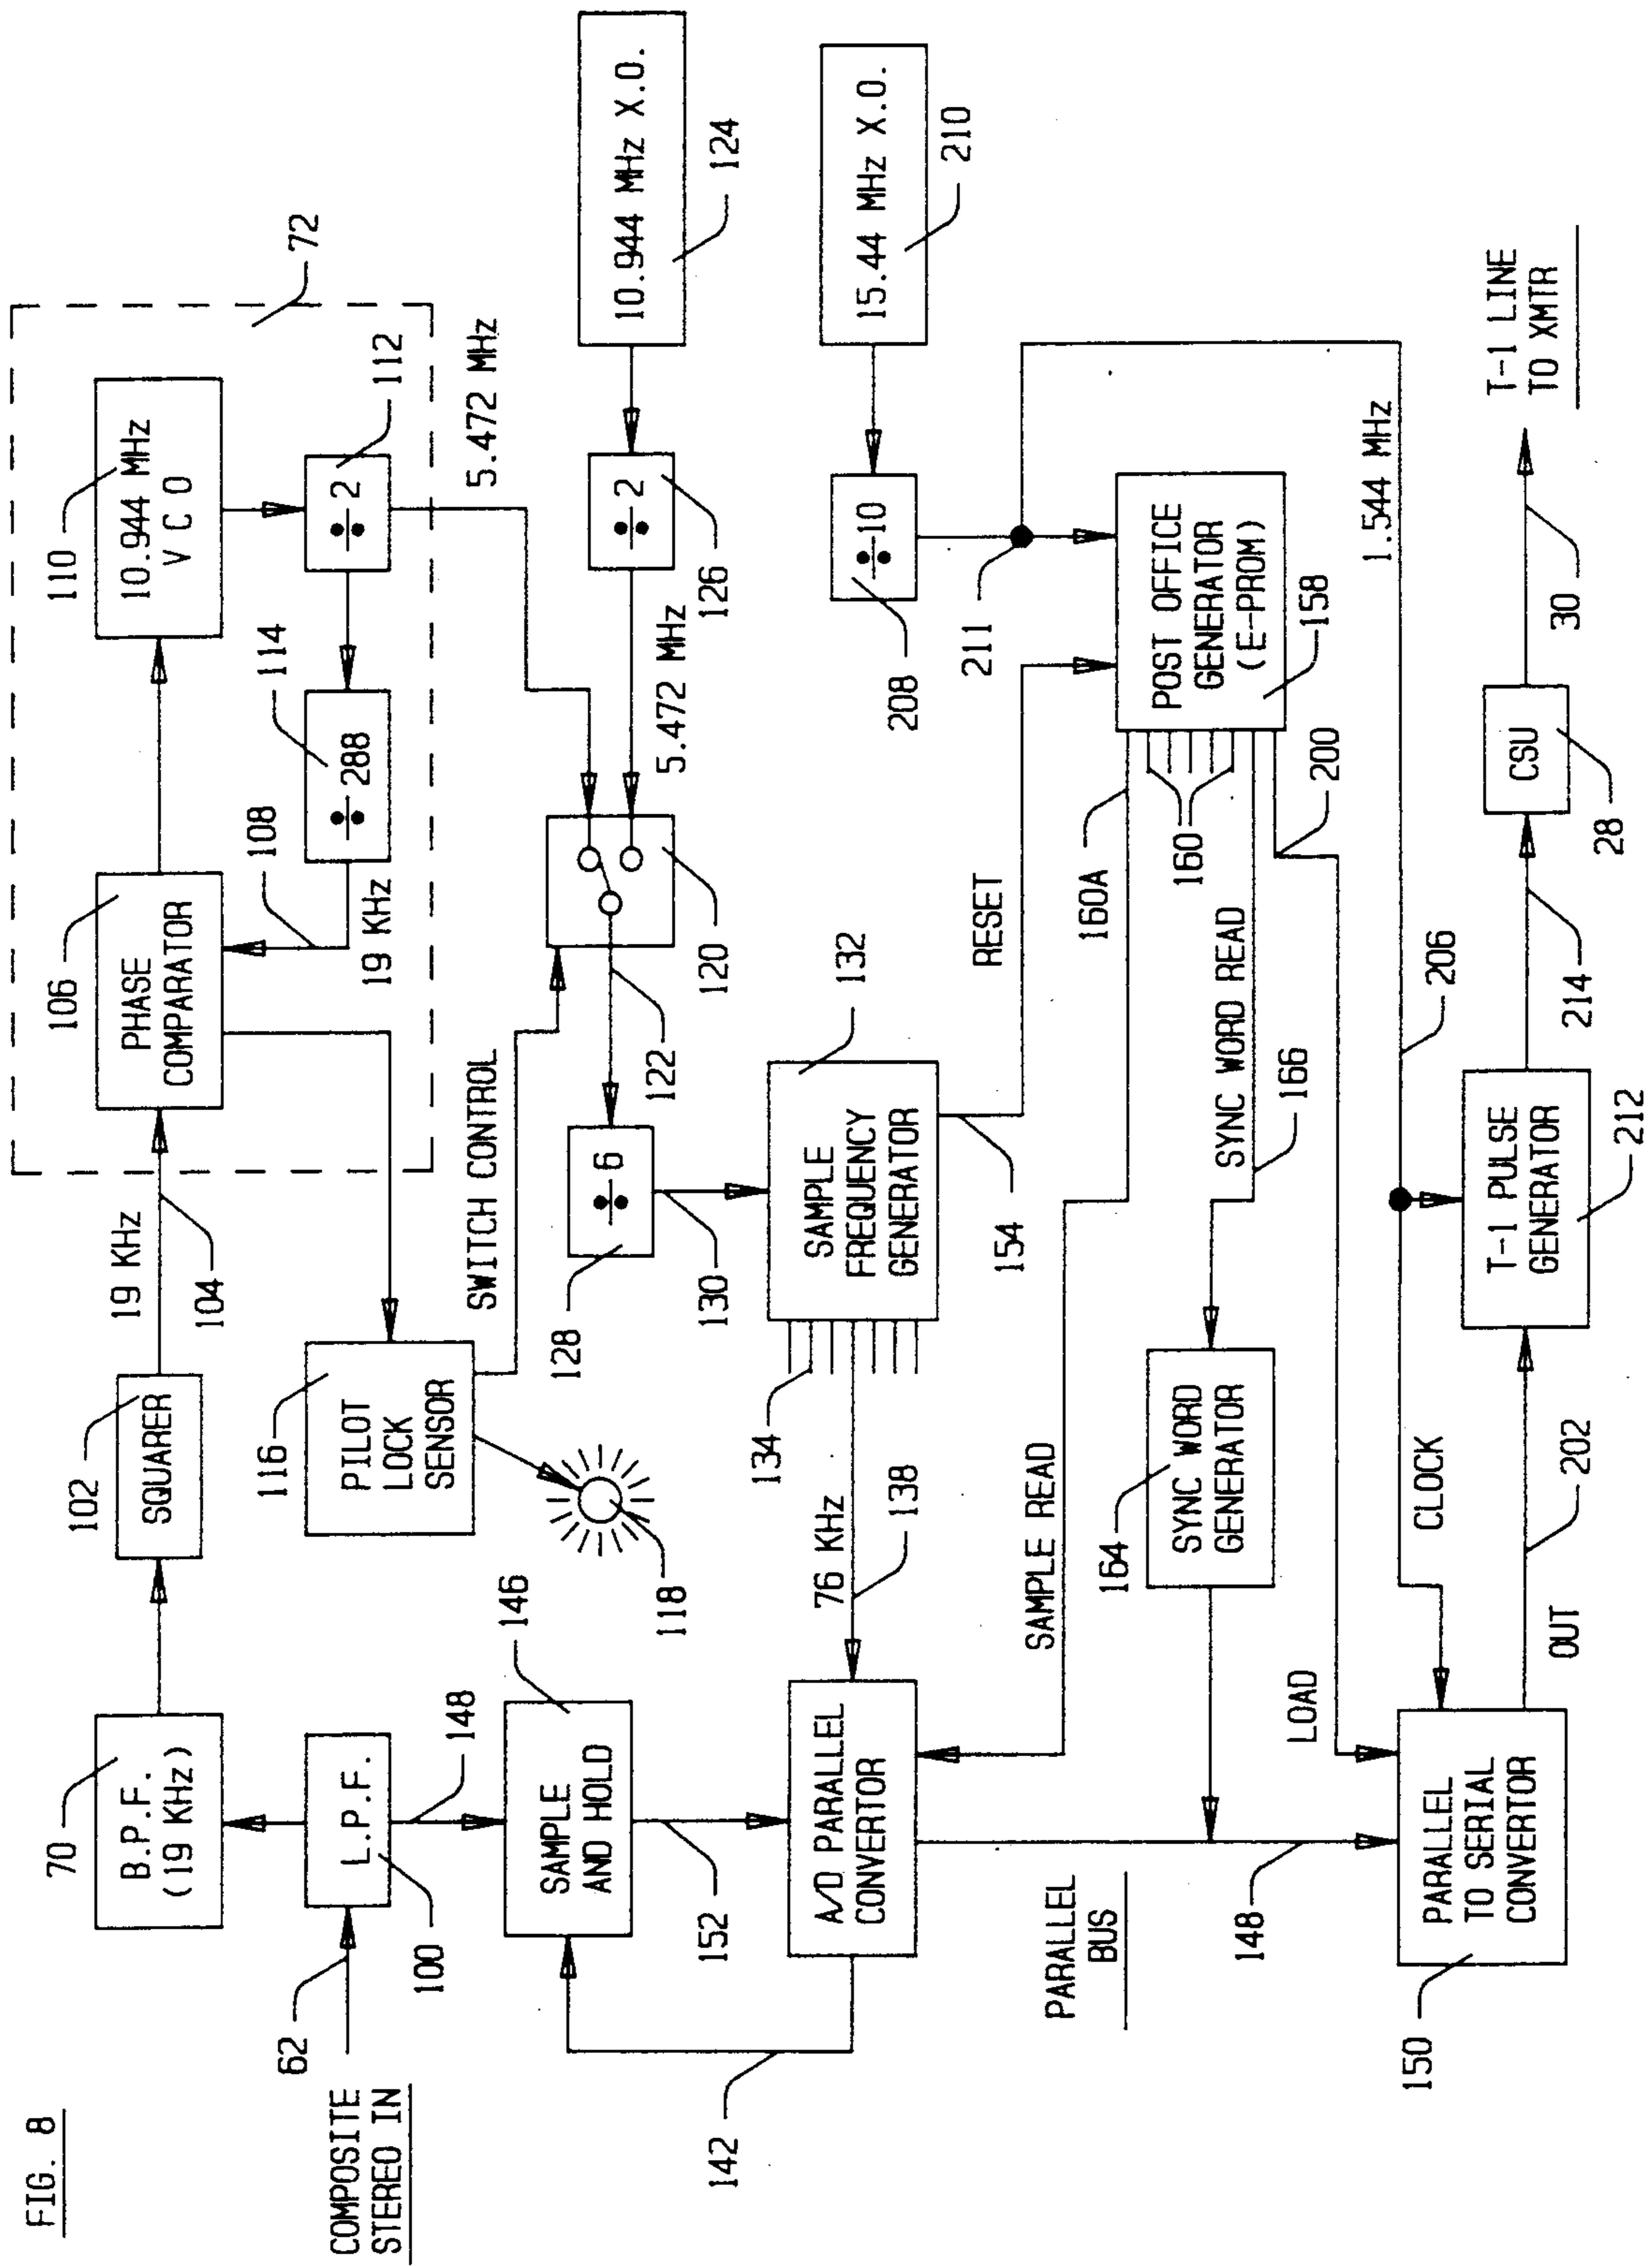 FIG. 8
COMPOSITE
STEREO IN
62
70
B.P.F.
(19 KHz)
L.P.F.
100
148
102
SQUARER
19 KHz
104
106
PHASE
COMPARATOR
108
19 KHz
110
10.944 MHz
V C O
÷ 2
112
114
÷ 288
72
116
PILOT
LOCK
SENSOR
118
SWITCH CONTROL
5.472 MHz
10.944 MHz X.O.
124
÷ 2
126
5.472 MHz
120
122
÷ 6
128
130
146
SAMPLE
AND HOLD
152
142
A/D PARALLEL
CONVERTOR
76 KHz
138
134
SAMPLE
FREQUENCY
GENERATOR
132
154
RESET
15.44 MHz X.O.
210
÷ 10
208
211
POST OFFICE
GENERATOR
(E-PROM)
158
160A
160
200
SAMPLE READ
SYNC WORD READ
166
164
SYNC WORD
GENERATOR
PARALLEL
BUS
148
LOAD
CLOCK
206
1.544 MHz
150
PARALLEL
TO SERIAL
CONVERTOR
OUT
202
T-1 PULSE
GENERATOR
212
214
CSU
28
30
T-1 LINE
TO XMTR